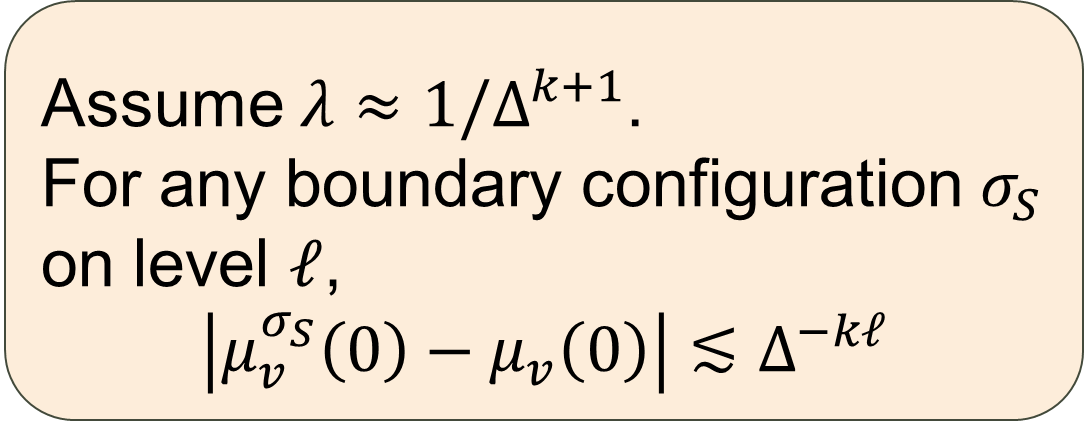 Assume λ ≈ 1/Δ^{k+1}.
For any boundary configuration σ_S
on level ℓ,
|μ_v^{σ_S}(0) − μ_v(0)| ⪅ Δ^{−kℓ}